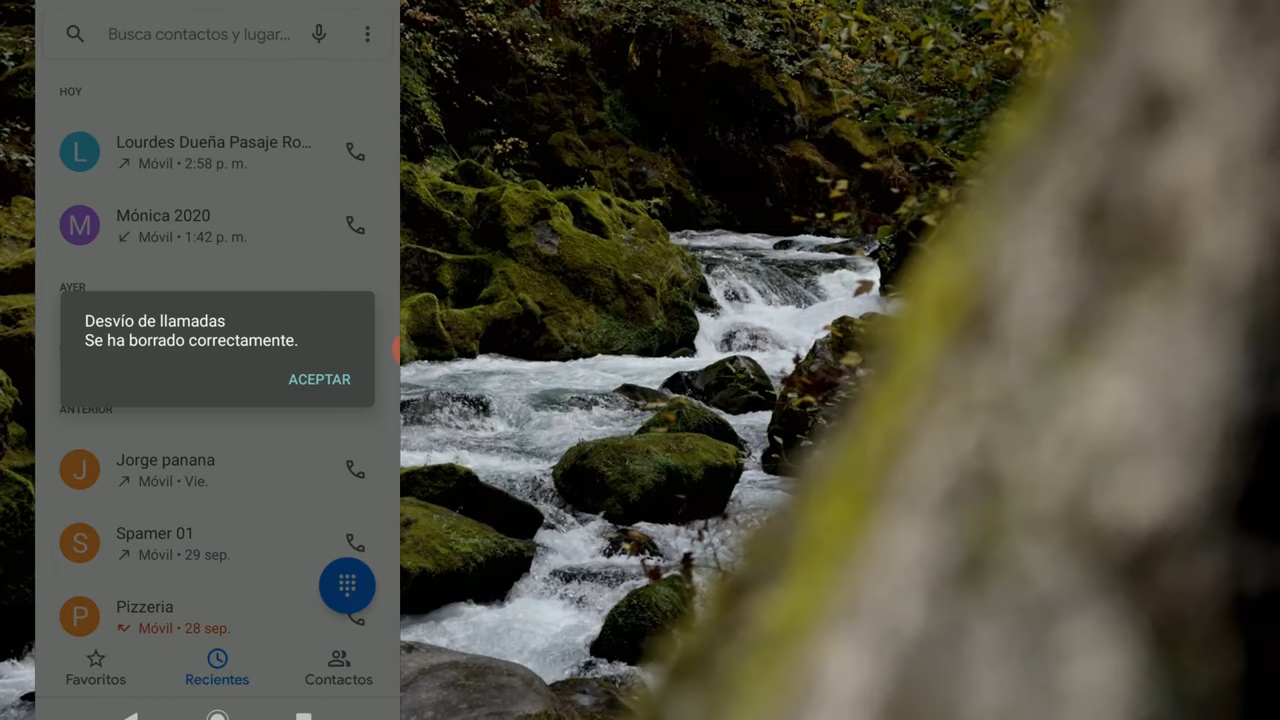 Busca contactos y lugar...
HOY
L
Lourdes Dueña Pasaje Ro...
Móvil • 2:58 p. m.
M
Mónica 2020
Móvil • 1:42 p. m.
AYER
Desvío de llamadas
Se ha borrado correctamente.
ACEPTAR
ANTERIOR
J
Jorge panana
Móvil • Vie.
S
Spamer 01
Móvil • 29 sep.
P
Pizzeria
Móvil • 28 sep.
Favoritos
Recientes
Contactos